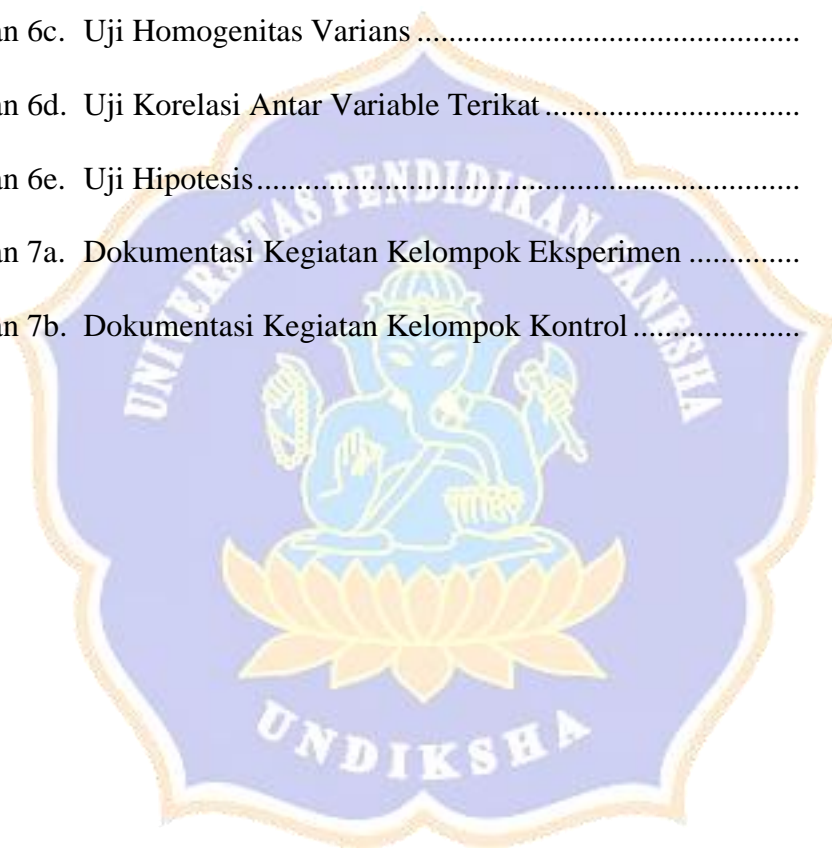 an 6c. Uji Homogenitas Varians ............................................
an 6d. Uji Korelasi Antar Variable Terikat .............................
an 6e. Uji Hipotesis ..............................................................
an 7a. Dokumentasi Kegiatan Kelompok Eksperimen .............
an 7b. Dokumentasi Kegiatan Kelompok Kontrol ...................
UNIVERSITAS PENDIDIKAN GANESHA
UNDIKSHA